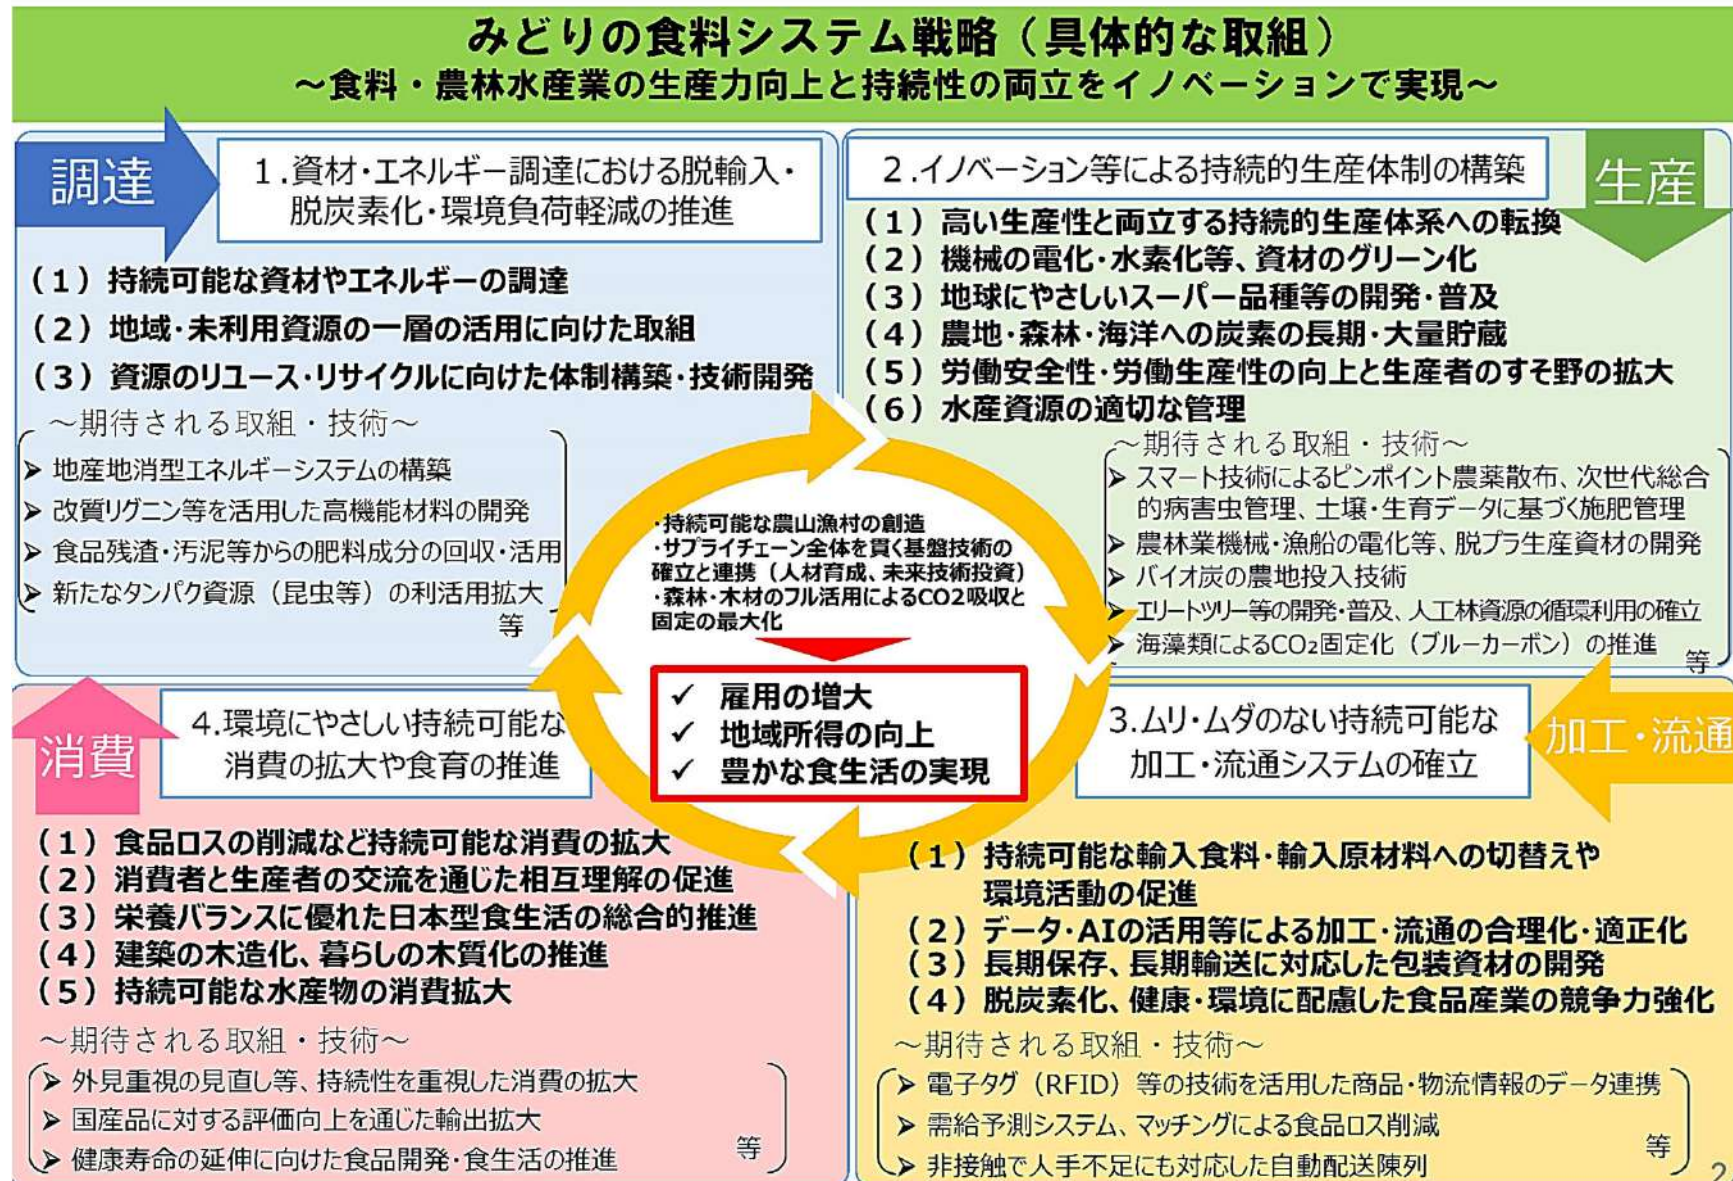 みどりの食料システム戦略（具体的な取組）
～食料・農林水産業の生産力向上と持続性の両立をイノベーションで実現～
調達
1.資材・エネルギー調達における脱輸入・
脱炭素化・環境負荷軽減の推進
（1）持続可能な資材やエネルギーの調達
（2）地域・未利用資源の一層の活用に向けた取組
（3）資源のリユース・リサイクルに向けた体制構築・技術開発
～期待される取組・技術～
➢ 地産地消型エネルギーシステムの構築
➢ 改質リグニン等を活用した高機能材料の開発
➢ 食品残渣・汚泥等からの肥料成分の回収・活用
➢ 新たなタンパク資源（昆虫等）の利活用拡大
等
2.イノベーション等による持続的生産体制の構築
生産
（1）高い生産性と両立する持続的生産体系への転換
（2）機械の電化・水素化等、資材のグリーン化
（3）地球にやさしいスーパー品種等の開発・普及
（4）農地・森林・海洋への炭素の長期・大量貯蔵
（5）労働安全性・労働生産性の向上と生産者のすそ野の拡大
（6）水産資源の適切な管理
～期待される取組・技術～
➢ スマート技術によるピンポイント農薬散布、次世代総合
的病害虫管理、土壌・生育データに基づく施肥管理
➢ 農林業機械・漁船の電化等、脱プラ生産資材の開発
➢ バイオ炭の農地投入技術
➢ エリートツリー等の開発・普及、人工林資源の循環利用の確立
➢ 海藻類によるCO₂固定化（ブルーカーボン）の推進
等
・持続可能な農山漁村の創造
・サプライチェーン全体を貫く基盤技術の
確立と連携（人材育成、未来技術投資）
・森林・木材のフル活用によるCO2吸収と
固定の最大化
✓ 雇用の増大
✓ 地域所得の向上
✓ 豊かな食生活の実現
3.ムリ・ムダのない持続可能な
加工・流通システムの確立
加工・流通
（1）持続可能な輸入食料・輸入原材料への切替えや
環境活動の促進
（2）データ・AIの活用等による加工・流通の合理化・適正化
（3）長期保存、長期輸送に対応した包装資材の開発
（4）脱炭素化、健康・環境に配慮した食品産業の競争力強化
～期待される取組・技術～
➢ 電子タグ（RFID）等の技術を活用した商品・物流情報のデータ連携
➢ 需給予測システム、マッチングによる食品ロス削減
➢ 非接触で人手不足にも対応した自動配送陳列
等
消費
4.環境にやさしい持続可能な
消費の拡大や食育の推進
（1）食品ロスの削減など持続可能な消費の拡大
（2）消費者と生産者の交流を通じた相互理解の促進
（3）栄養バランスに優れた日本型食生活の総合的推進
（4）建築の木造化、暮らしの木質化の推進
（5）持続可能な水産物の消費拡大
～期待される取組・技術～
➢ 外見重視の見直し等、持続性を重視した消費の拡大
➢ 国産品に対する評価向上を通じた輸出拡大
➢ 健康寿命の延伸に向けた食品開発・食生活の推進
等
2